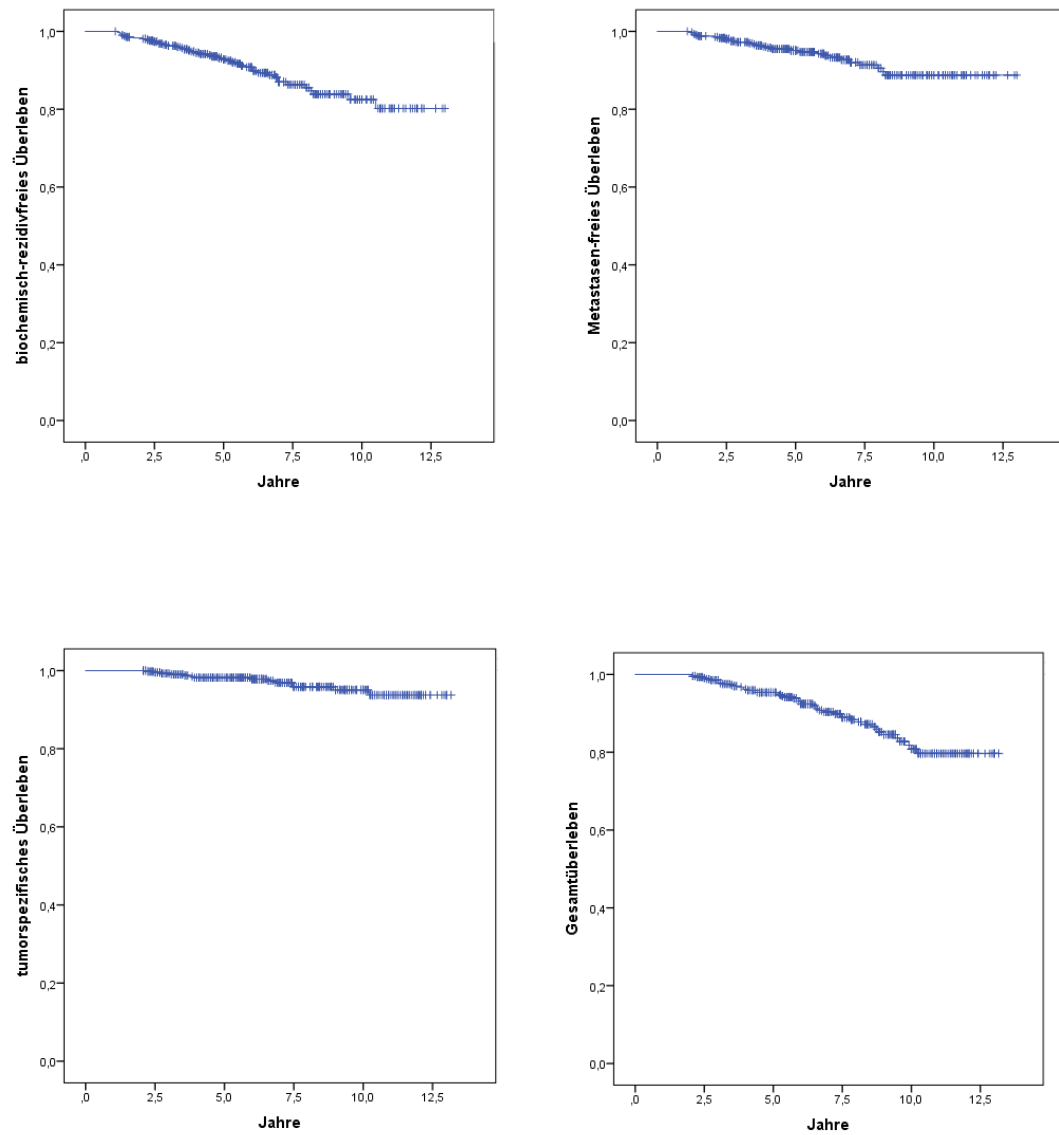 biochemisch-rezidivfreies Überleben
1,0
0,8
0,6
0,4
0,2
0,0
,0 2,5 5,0 7,5 10,0 12,5
Jahre
Metastasen-freies Überleben
1,0
0,8
0,6
0,4
0,2
0,0
,0 2,5 5,0 7,5 10,0 12,5
Jahre
tumorspezifisches Überleben
1,0
0,8
0,6
0,4
0,2
0,0
,0 2,5 5,0 7,5 10,0 12,5
Jahre
Gesamtüberleben
1,0
0,8
0,6
0,4
0,2
0,0
,0 2,5 5,0 7,5 10,0 12,5
Jahre